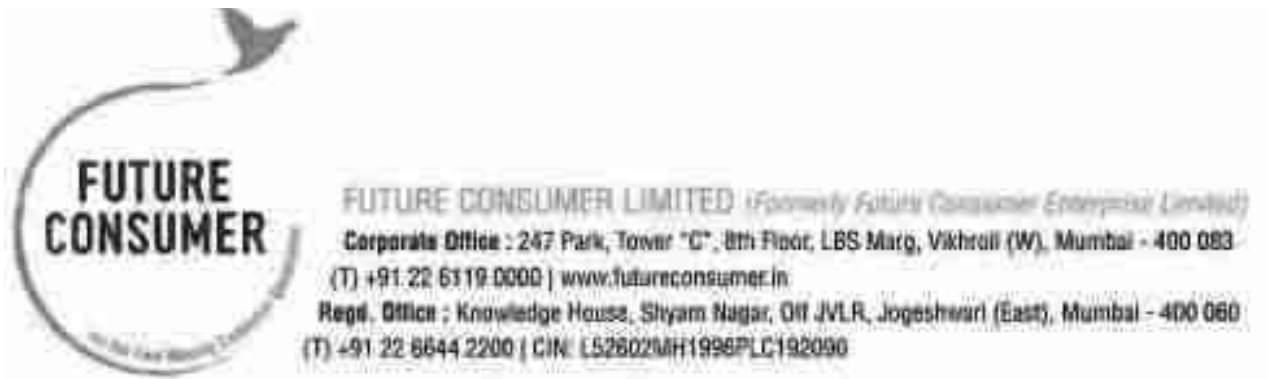 FUTURE
CONSUMER
FUTURE CONSUMER LIMITED (Formerly Future Consumer Enterprise Limited)
Corporate Office : 247 Park, Tower "C", 8th Floor, LBS Marg, Vikhroli (W), Mumbai - 400 083
(T) +91 22 6119 0000 | www.futureconsumer.in
Regd. Office : Knowledge House, Shyam Nagar, Off JVLR, Jogeshwari (East), Mumbai - 400 060
(T) +91 22 6644 2200 | CIN: L52602MH1996PLC192090